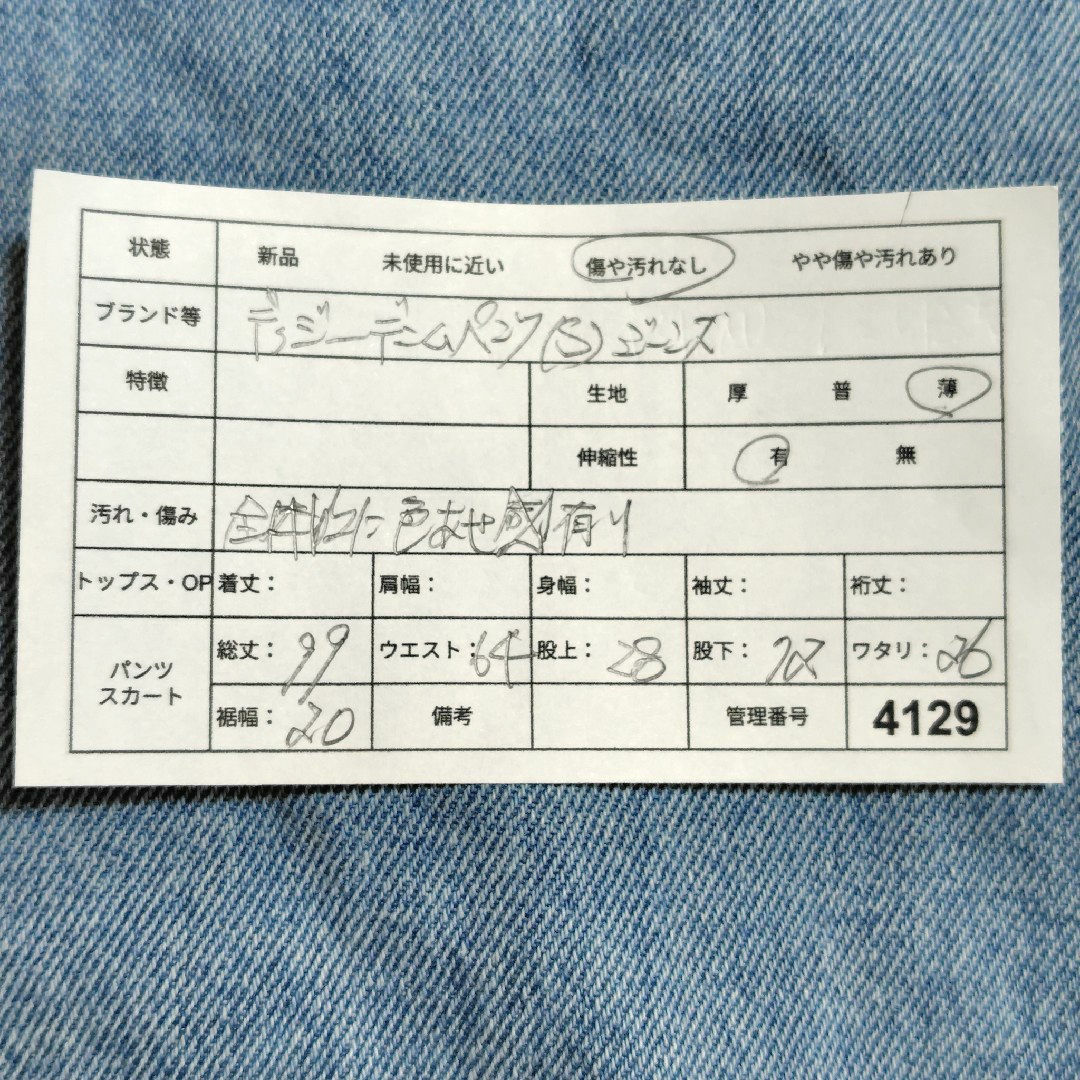 状態 新品 未使用に近い 傷や汚れなし やや傷や汚れあり
ブランド等 デンムパンツ(S)ジーンズ
特徴 生地 厚 普 薄
伸縮性 有 無
汚れ・傷み 全体的に色あせ感有り
トップス・OP 着丈: 肩幅: 身幅: 袖丈: 裄丈:
パンツ スカート 総丈: 99 ウエスト: 64 股上: 28 股下: 72 ワタリ: 26
裾幅: 20 備考 管理番号 4129